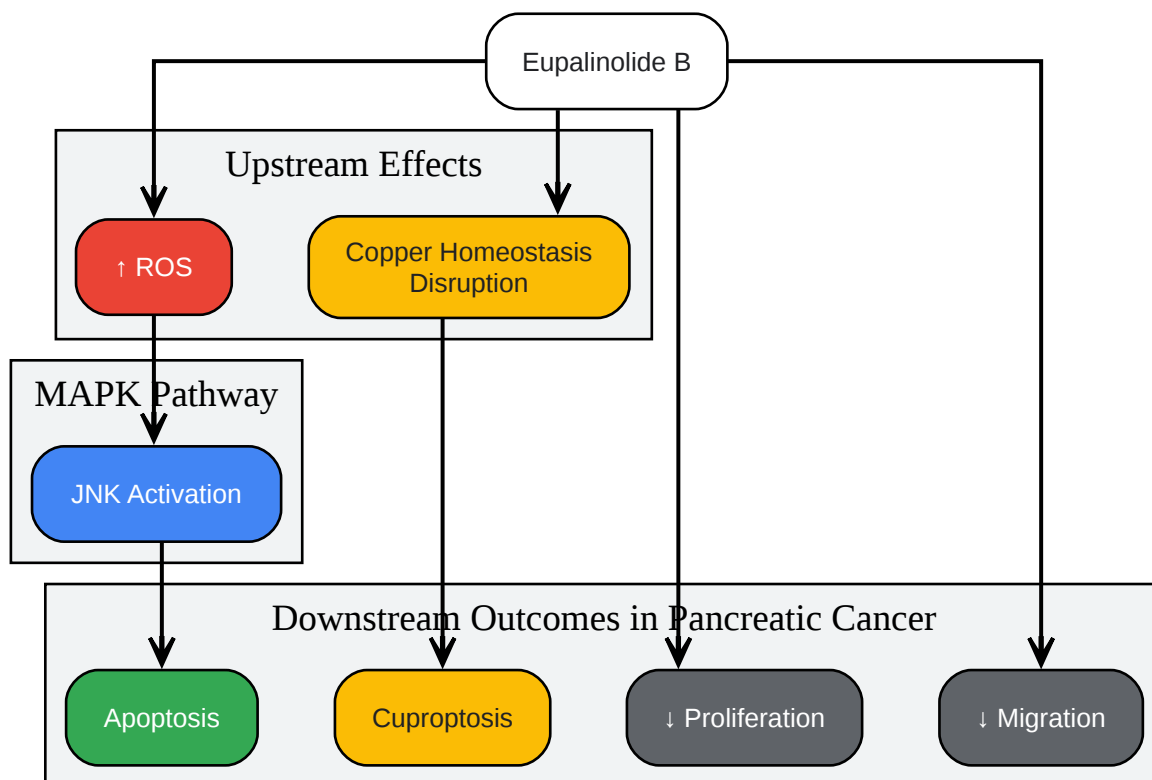 Eupalinolide B
Upstream Effects
↑ ROS
Copper Homeostasis
Disruption
MAPK Pathway
JNK Activation
Downstream Outcomes in Pancreatic Cancer
Apoptosis
Cuproptosis
↓ Proliferation
↓ Migration